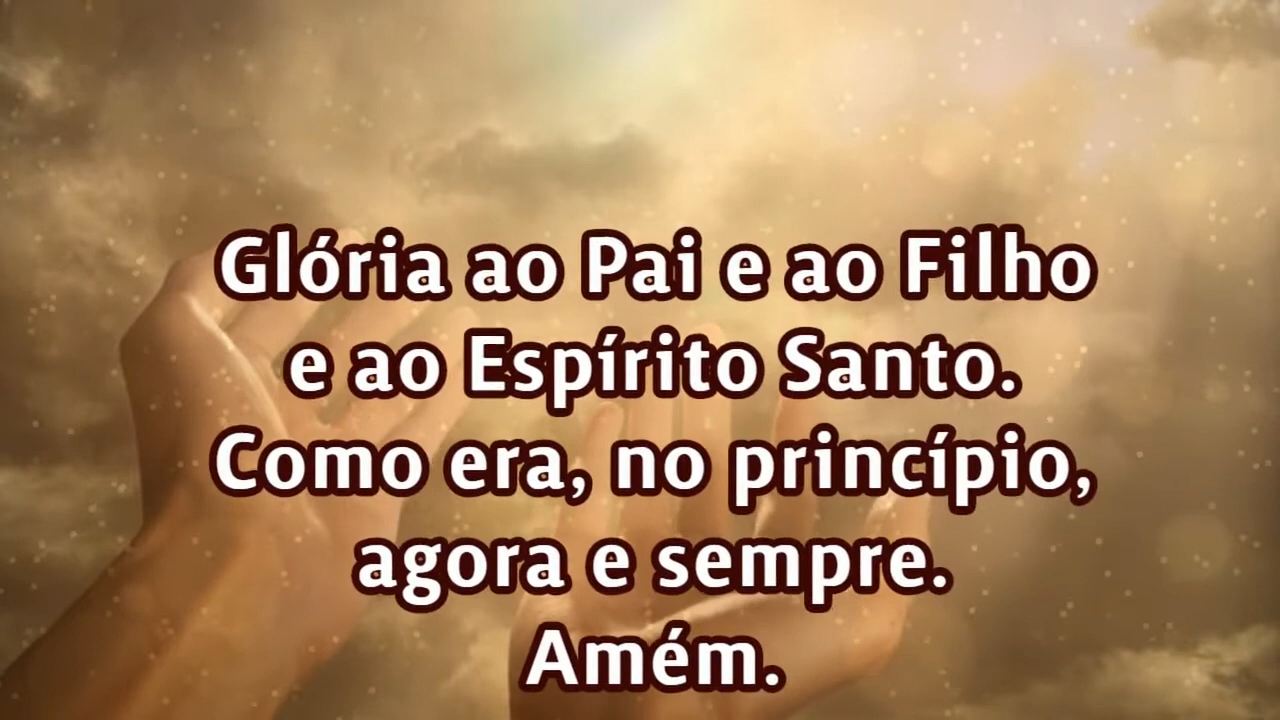 Glória ao Pai e ao Filho
e ao Espírito Santo.
Como era, no princípio,
agora e sempre.
Amém.